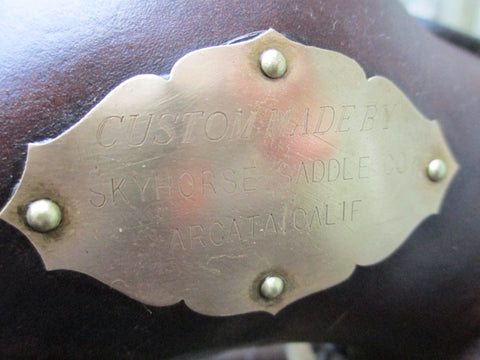 CUSTOM MADE BY
SKYHORSE SADDLE CO
ARCATA, CALIF